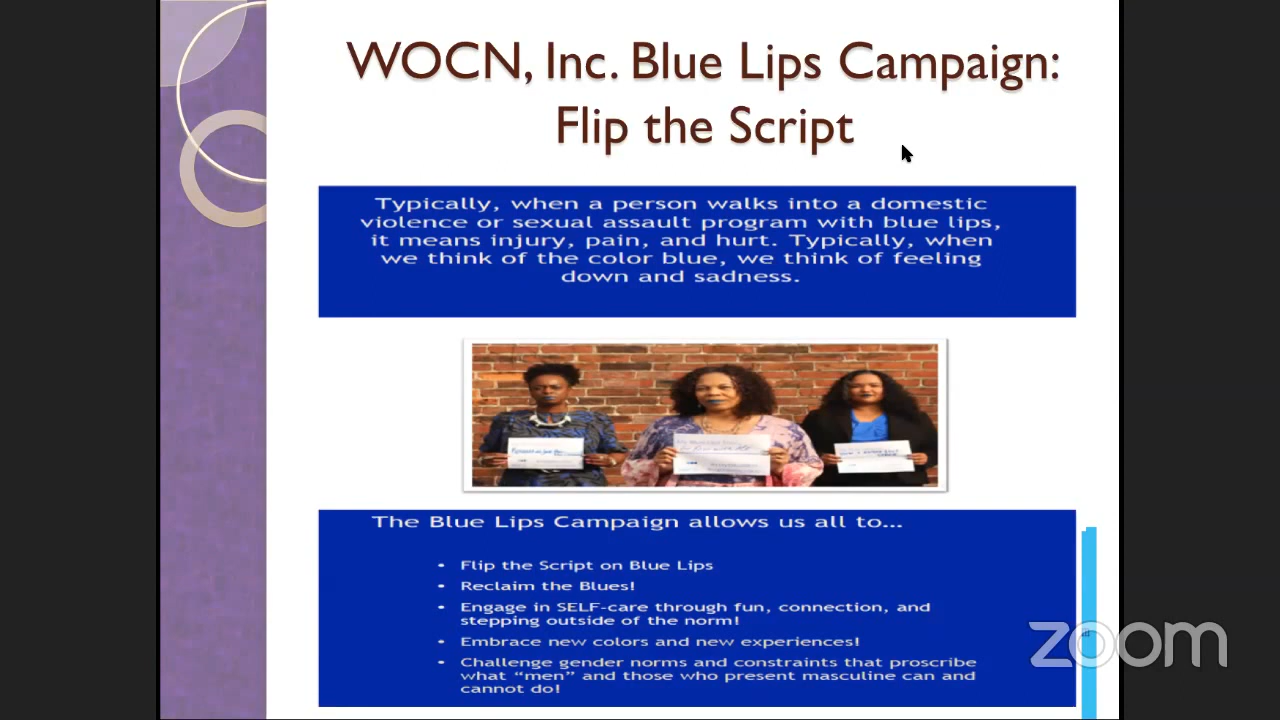 WOCN, Inc. Blue Lips Campaign:
Flip the Script
Typically, when a person walks into a domestic
violence or sexual assault program with blue lips,
it means injury, pain, and hurt. Typically, when
we think of the color blue, we think of feeling
down and sadness.
The Blue Lips Campaign allows us all to...
• Flip the Script on Blue Lips
• Reclaim the Blues!
• Engage in SELF-care through fun, connection, and
stepping outside of the norm!
• Embrace new colors and new experiences!
• Challenge gender norms and constraints that proscribe
what “men” and those who present masculine can and
cannot do!
zoom